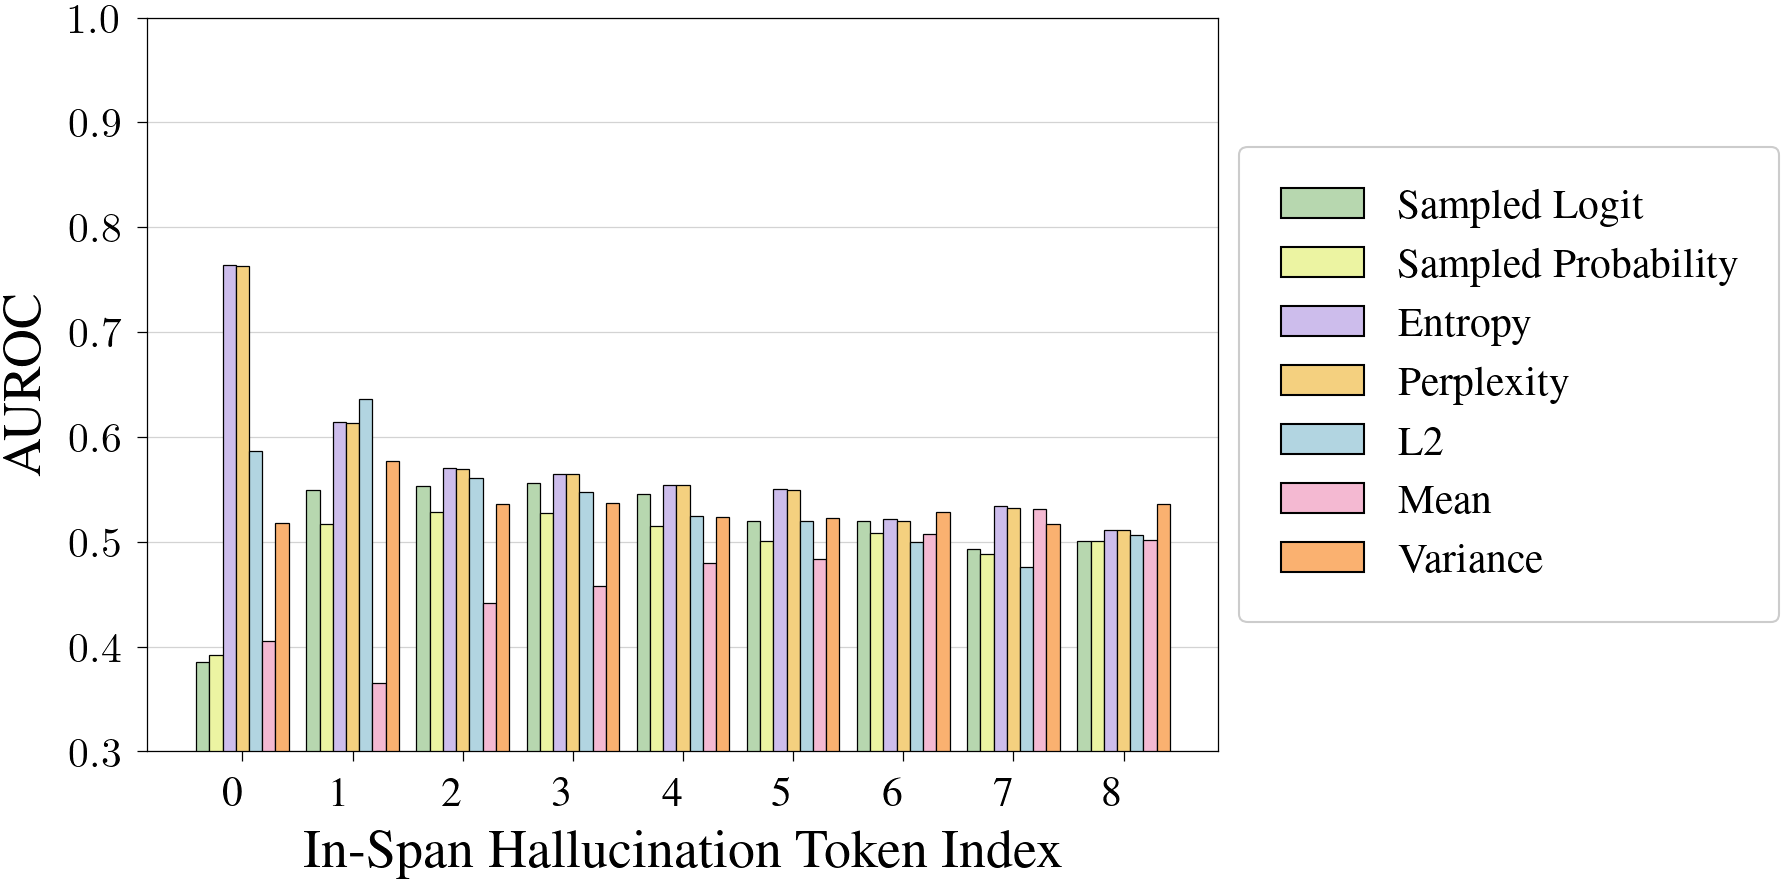 1.0
0.9
0.8
0.7
0.6
0.5
0.4
0.3
AUROC
0 1 2 3 4 5 6 7 8
In-Span Hallucination Token Index
Sampled Logit
Sampled Probability
Entropy
Perplexity
L2
Mean
Variance